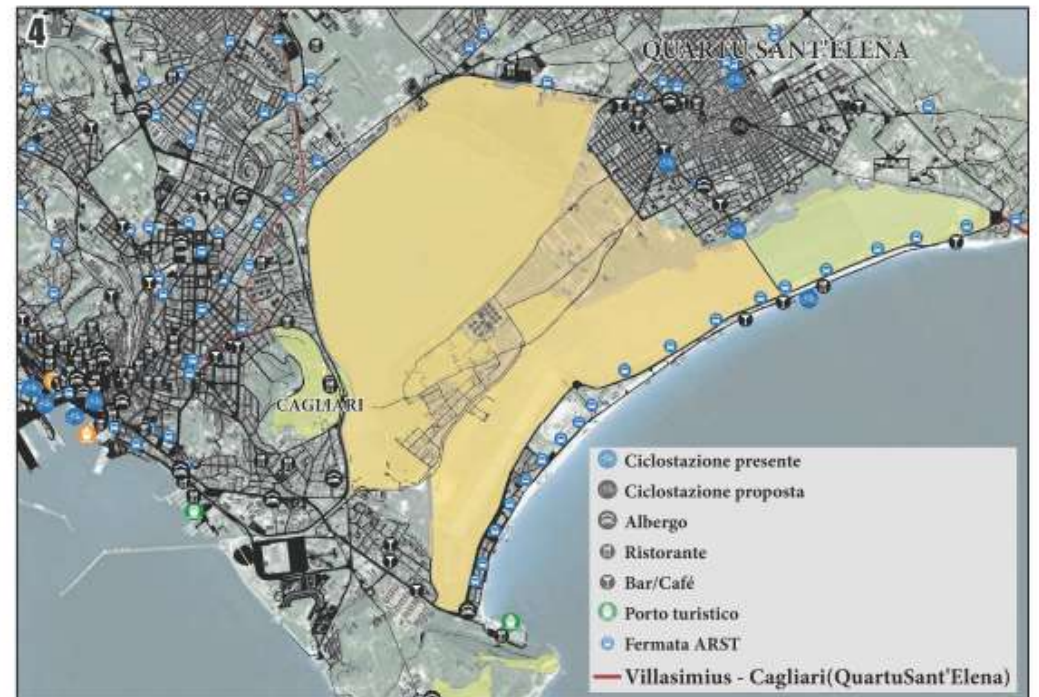 4
QUARTU SANT'ELENA
CAGLIARI
Ciclostazione presente
Ciclostazione proposta
Albergo
Ristorante
Bar/Café
Porto turistico
Fermata ARST
Villasimius - Cagliari(QuartuSant'Elena)